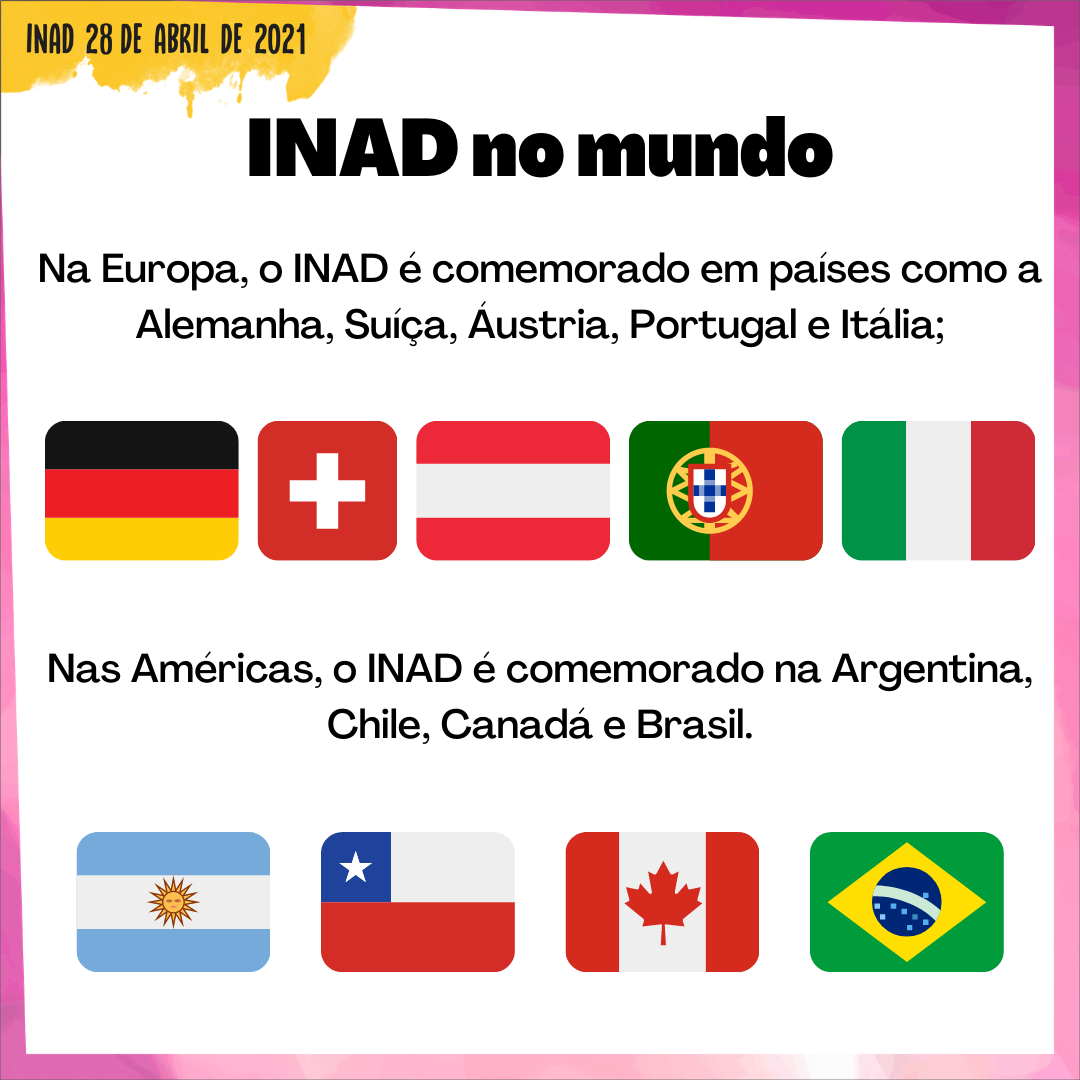 INAD 28 DE ABRIL DE 2021
INAD no mundo
Na Europa, o INAD é comemorado em países como a
Alemanha, Suíça, Áustria, Portugal e Itália;
Nas Américas, o INAD é comemorado na Argentina,
Chile, Canadá e Brasil.